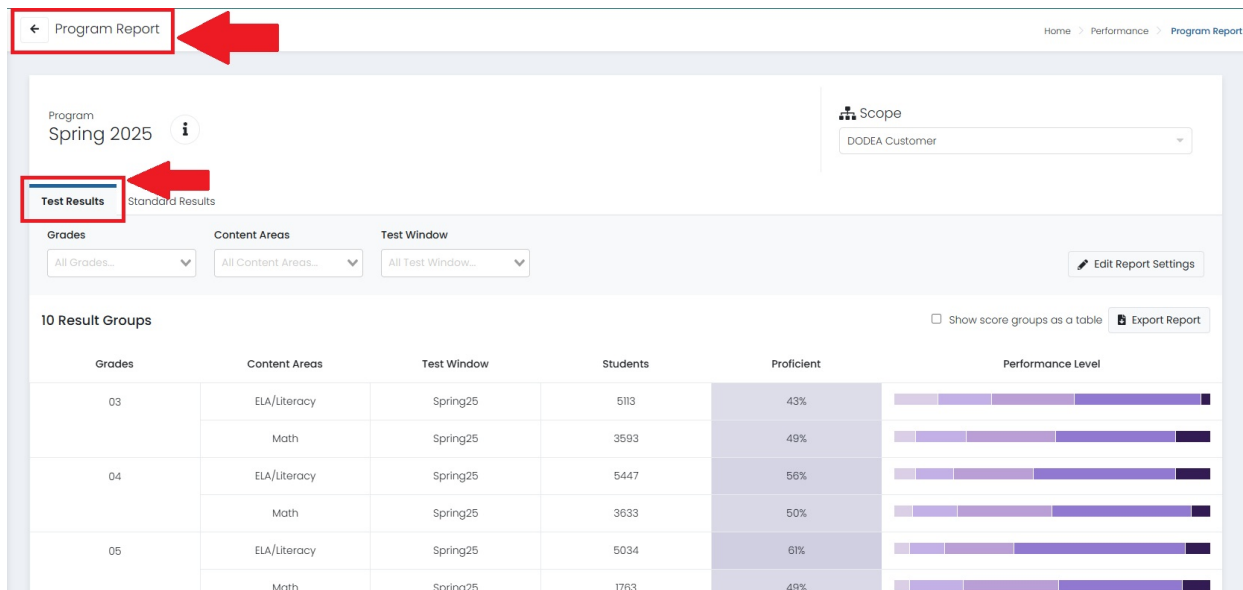 Program Report
Home > Performance > Program Report
Program
Spring 2025
i
Scope
DODEA Customer
Test Results
Standard Results
Grades Content Areas Test Window
All Grades... All Content Areas... All Test Window...
Edit Report Settings
10 Result Groups
Show score groups as a table
Export Report
Grades Content Areas Test Window Students Proficient Performance Level
03 ELA/Literacy Spring25 5113 43%
Math Spring25 3593 49%
04 ELA/Literacy Spring25 5447 56%
Math Spring25 3633 50%
05 ELA/Literacy Spring25 5034 61%
Math Spring25 1763 49%